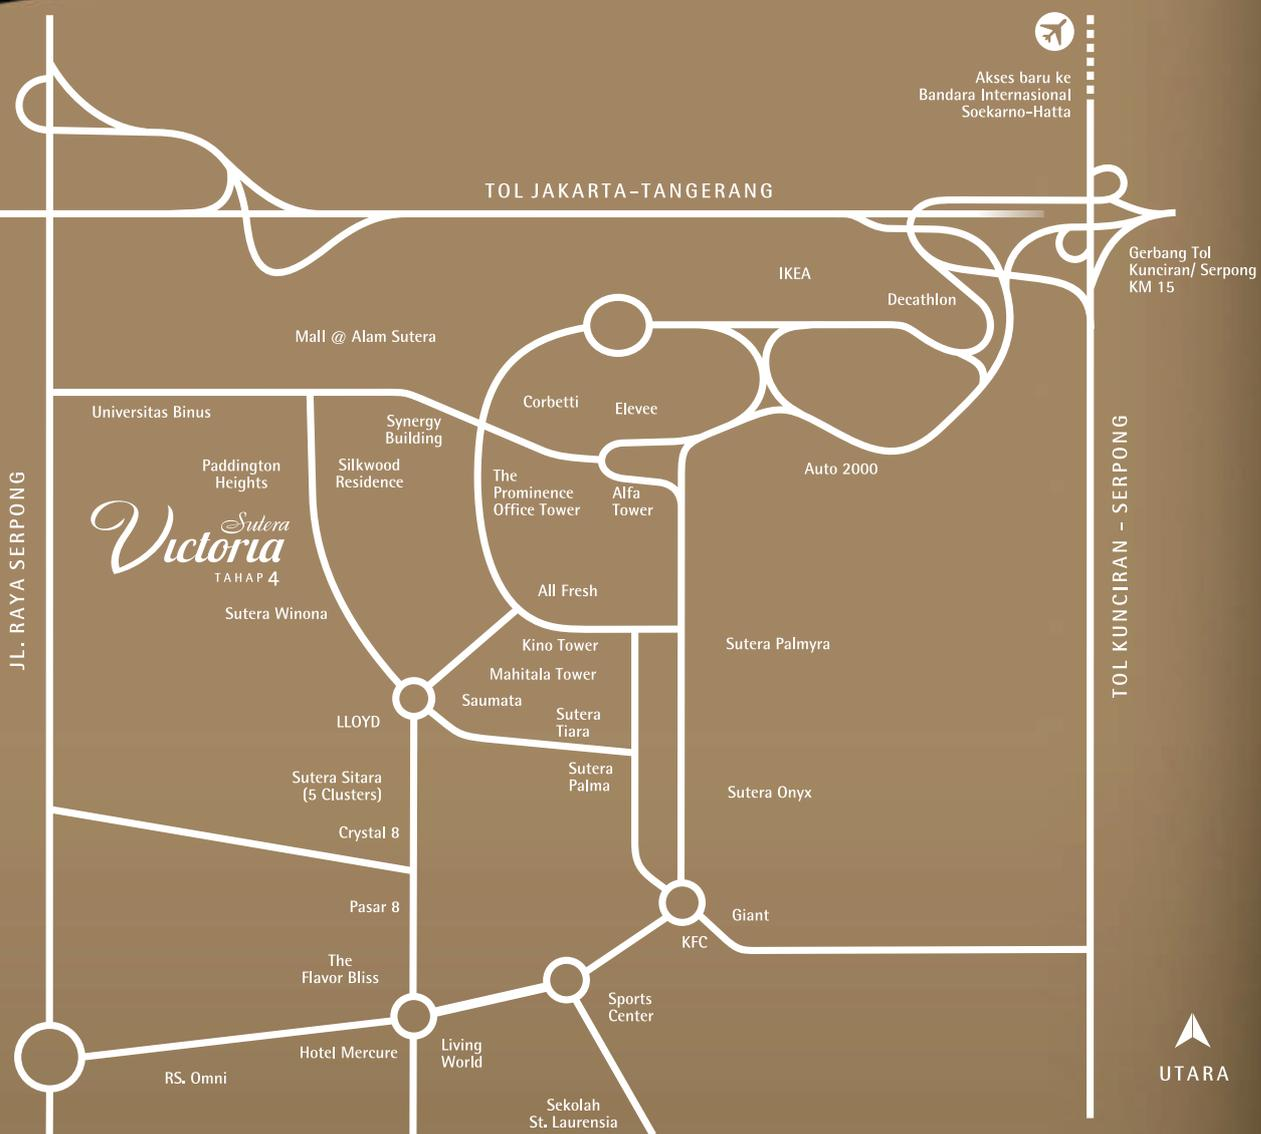 Akses baru ke
Bandara Internasional
Soekarno-Hatta
TOL JAKARTA-TANGERANG
Gerbang Tol
Kunciran/ Serpong
KM 15
IKEA
Decathlon
Mall @ Alam Sutera
Universitas Binus
Synergy
Building
Corbetti
Elevee
Paddington
Heights
Silkwood
Residence
The
Prominence
Office Tower
Alfa
Tower
Auto 2000
JL. RAYA SERPONG
TOL KUNCIRAN - SERPONG
Sutera
Victoria
TAHAP 4
Sutera Winona
All Fresh
Kino Tower
Mahitala Tower
Saumata
Sutera
Tiara
Sutera Palmyra
LLOYD
Sutera
Palma
Sutera Sitara
(5 Clusters)
Sutera Onyx
Crystal 8
Pasar 8
Giant
KFC
The
Flavor Bliss
Sports
Center
Hotel Mercure
Living
World
RS. Omni
Sekolah
St. Laurensia
UTARA